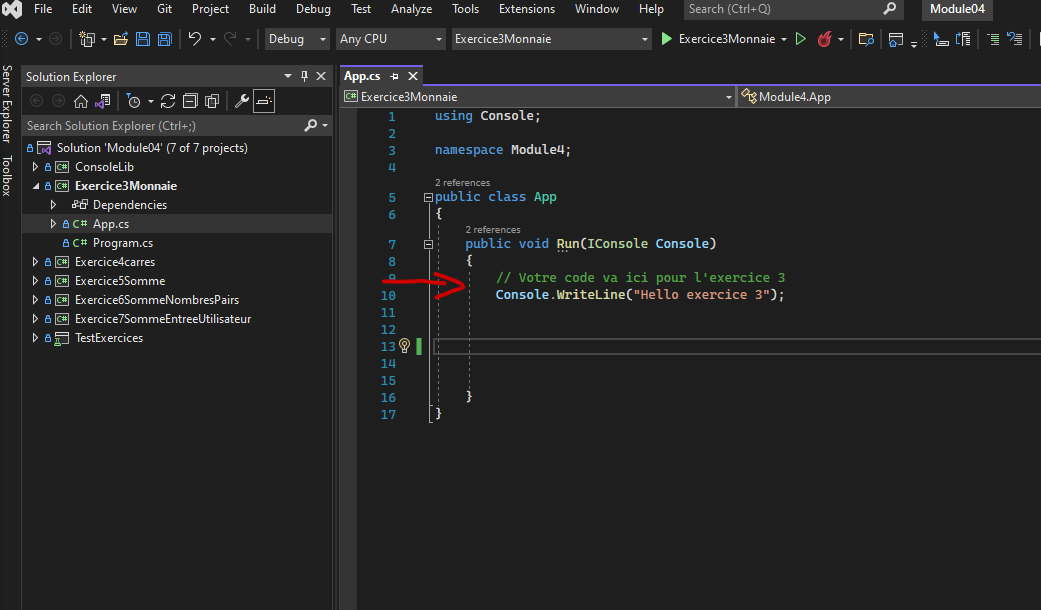 File Edit View Git Project Build Debug Test Analyze Tools Extensions Window Help Search (Ctrl+Q) Module04
Debug Any CPU Exercice3Monnaie Exercice3Monnaie
Server Explorer
Toolbox
Solution Explorer
Search Solution Explorer (Ctrl+;)
Solution 'Module04' (7 of 7 projects)
C# ConsoleLib
C# Exercice3Monnaie
Dependencies
C# App.cs
C# Program.cs
C# Exercice4carres
C# Exercice5Somme
C# Exercice6SommeNombresPairs
C# Exercice7SommeEntreeUtilisateur
TestExercices
App.cs
C# Exercice3Monnaie Module4.App
1 using Console;
2
3 namespace Module4;
4
2 references
5 public class App
6 {
2 references
7 public void Run(IConsole Console)
8 {
9 // Votre code va ici pour l'exercice 3
10 Console.WriteLine("Hello exercice 3");
11
12
13
14
15
16 }
17 }